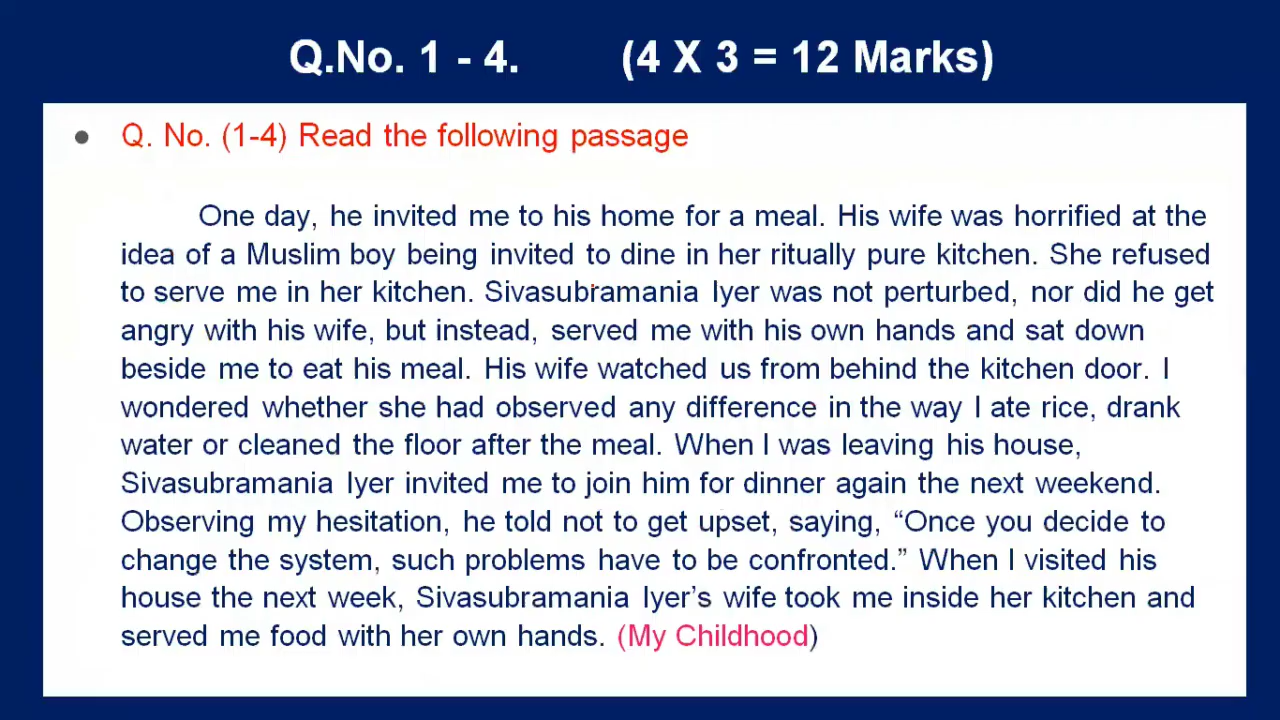 Q.No. 1 - 4. (4 X 3 = 12 Marks)
● Q. No. (1-4) Read the following passage
One day, he invited me to his home for a meal. His wife was horrified at the
idea of a Muslim boy being invited to dine in her ritually pure kitchen. She refused
to serve me in her kitchen. Sivasubramania Iyer was not perturbed, nor did he get
angry with his wife, but instead, served me with his own hands and sat down
beside me to eat his meal. His wife watched us from behind the kitchen door. I
wondered whether she had observed any difference in the way I ate rice, drank
water or cleaned the floor after the meal. When I was leaving his house,
Sivasubramania Iyer invited me to join him for dinner again the next weekend.
Observing my hesitation, he told not to get upset, saying, “Once you decide to
change the system, such problems have to be confronted.” When I visited his
house the next week, Sivasubramania Iyer’s wife took me inside her kitchen and
served me food with her own hands. (My Childhood)